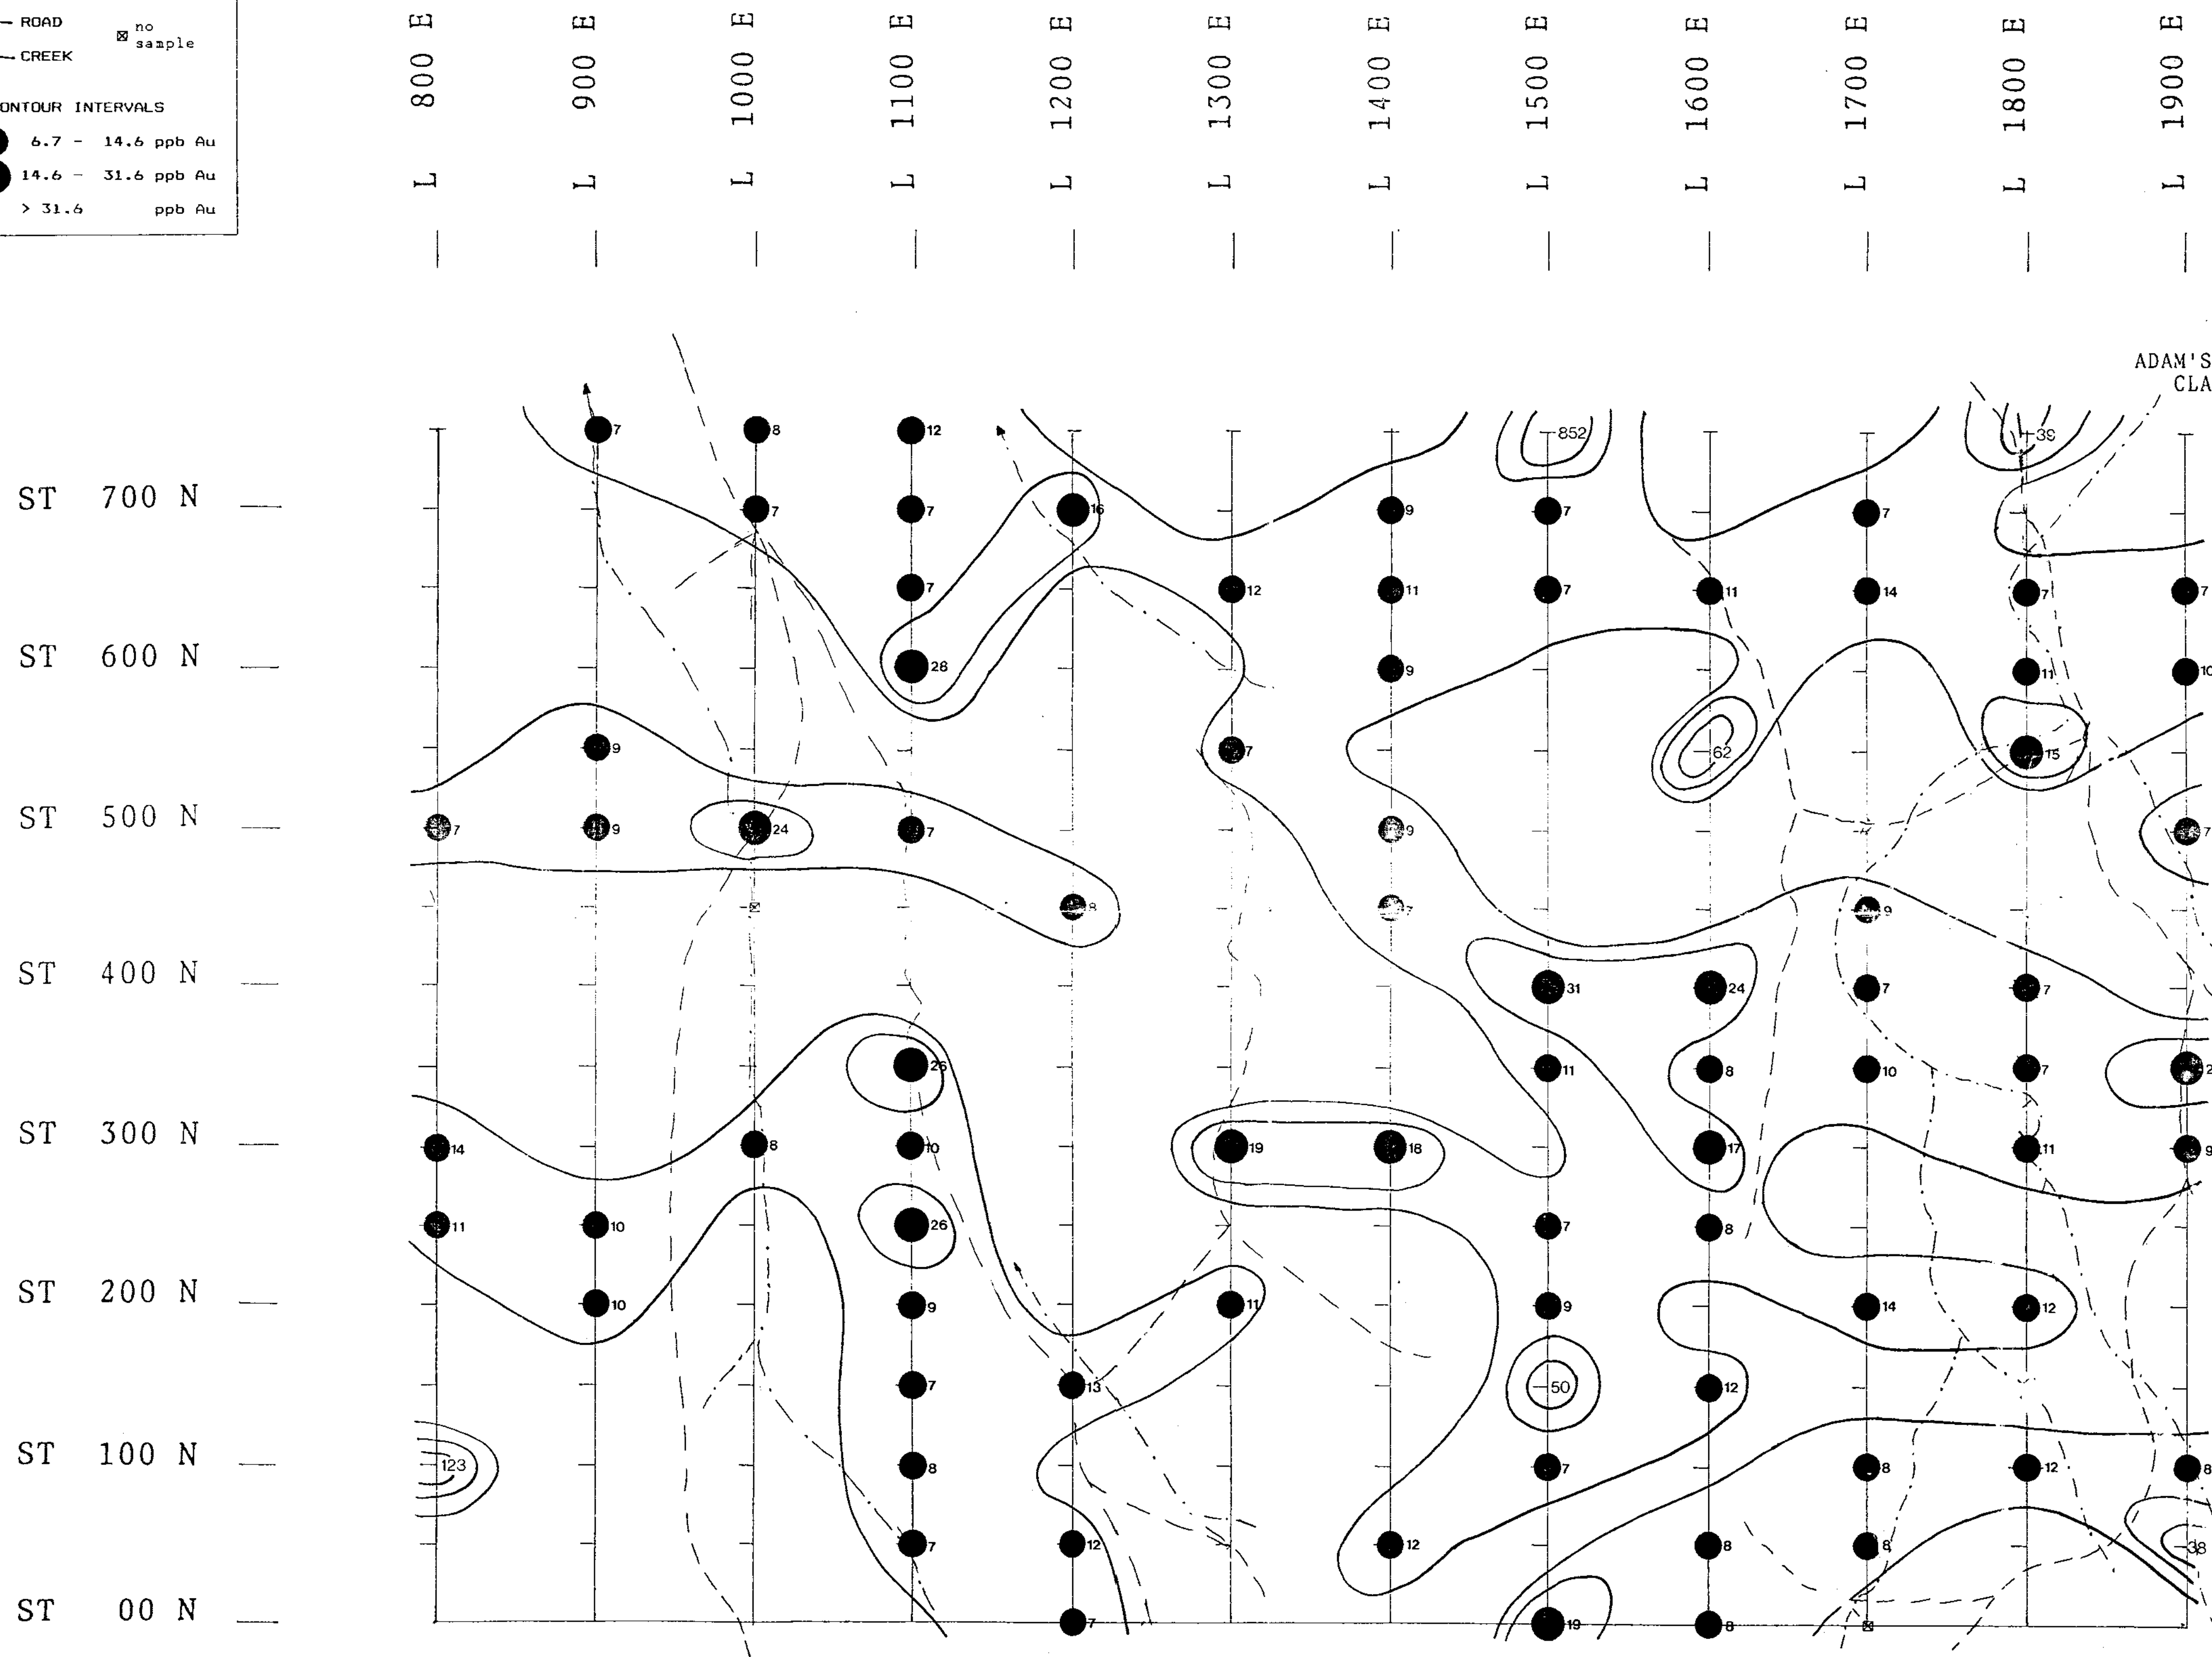 — ROAD
no
sample
— CREEK
ONTOUR INTERVALS
6.7 - 14.6 ppb Au
14.6 - 31.6 ppb Au
> 31.6 ppb Au
L 800 E
L 900 E
L 1000 E
L 1100 E
L 1200 E
L 1300 E
L 1400 E
L 1500 E
L 1600 E
L 1700 E
L 1800 E
L 1900 E
ADAM'S
CLA
7 8 12 852 39
ST 700 N
7 7 16 9 7 7
7 12 11 7 11 14 7 7
ST 600 N
28 9 11 10
9 7 62 15
ST 500 N
7 9 24 7 9 7
8 7 9
ST 400 N
31 24 7 7
26 11 8 10 7 2
ST 300 N
14 8 10 19 18 17 11 9
11 10 26 7 8
ST 200 N
10 9 11 9 14 12
7 13 50 12
ST 100 N
123 8 7 8 12 8
7 12 12 8 8 38
ST 00 N
7 19 8